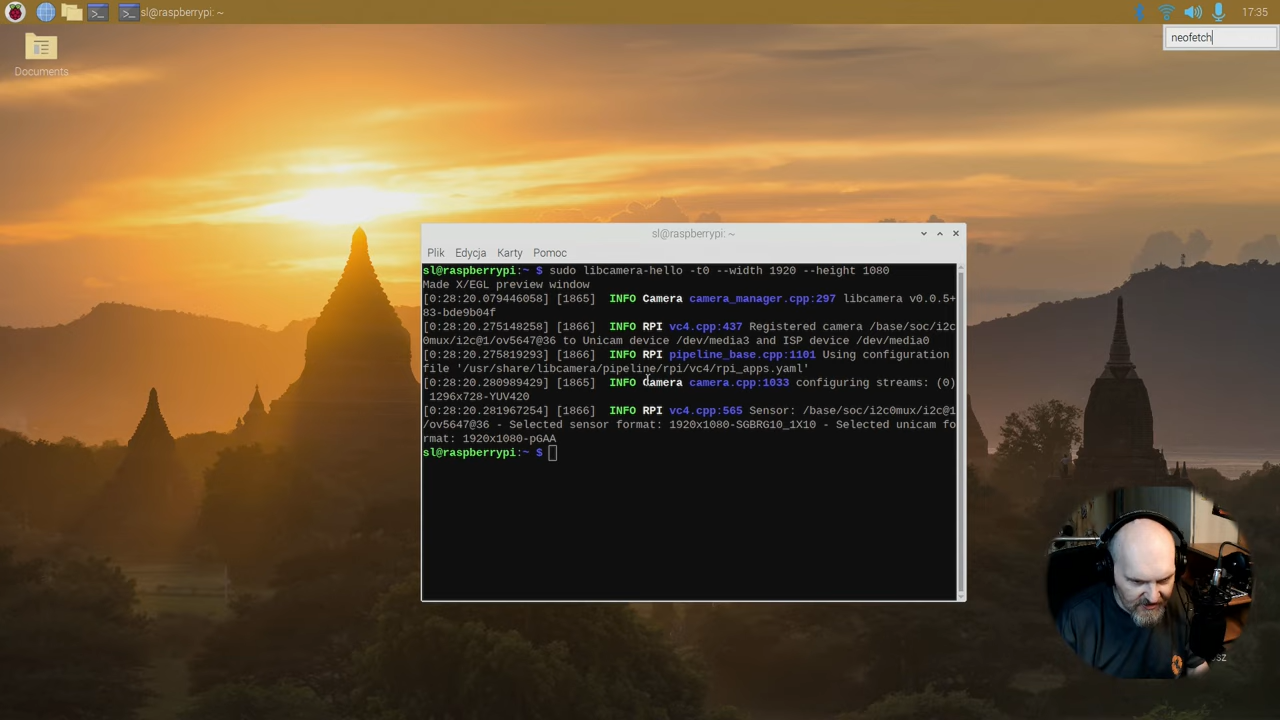 sl@raspberrypi: ~
17:35
neofetch
Documents
sl@raspberrypi: ~
Plik Edycja Karty Pomoc
sl@raspberrypi:~ $ sudo libcamera-hello -t0 --width 1920 --height 1080
Made X/EGL preview window
[0:28:20.079446058] [1865]  INFO Camera camera_manager.cpp:297 libcamera v0.0.5+
83-bde9b04f
[0:28:20.275148258] [1866]  INFO RPI vc4.cpp:437 Registered camera /base/soc/i2c
0mux/i2c@1/ov5647@36 to Unicam device /dev/media3 and ISP device /dev/media0
[0:28:20.275819293] [1866]  INFO RPI pipeline_base.cpp:1101 Using configuration
file '/usr/share/libcamera/pipeline/rpi/vc4/rpi_apps.yaml'
[0:28:20.280989429] [1865]  INFO Camera camera.cpp:1033 configuring streams: (0)
 1296x728-YUV420
[0:28:20.281967254] [1866]  INFO RPI vc4.cpp:565 Sensor: /base/soc/i2c0mux/i2c@1
/ov5647@36 - Selected sensor format: 1920x1080-SGBRG10_1X10 - Selected unicam fo
rmat: 1920x1080-pGAA
sl@raspberrypi:~ $